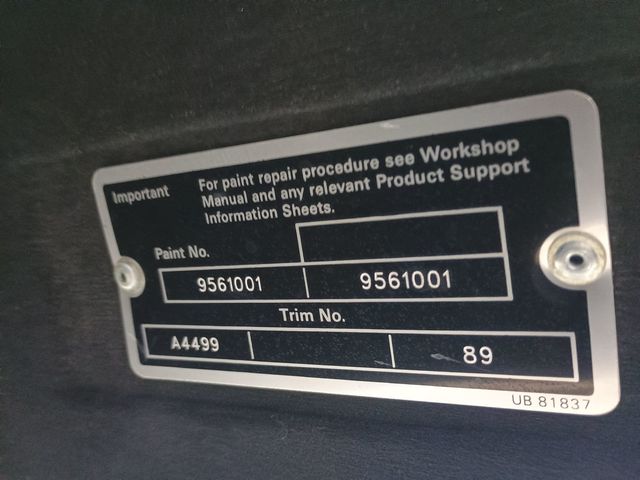 Important
For paint repair procedure see Workshop
Manual and any relevant Product Support
Information Sheets.
Paint No.
9561001 9561001
Trim No.
A4499 89
UB 81837